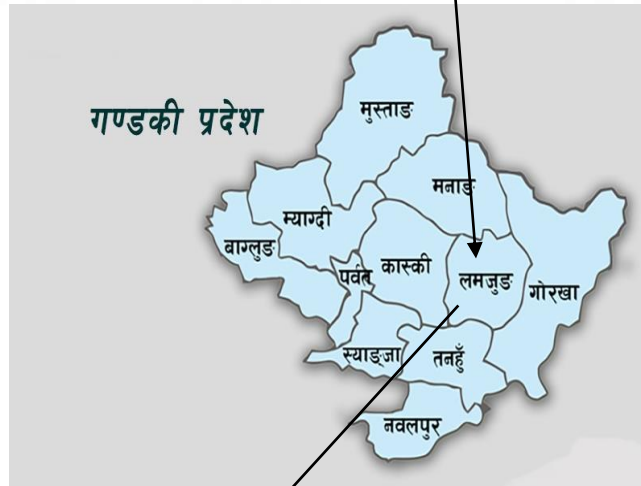 गण्डकी प्रदेश
मुस्ताङ
मनाङ
म्याग्दी
बाग्लुङ
पर्वत
कास्की
लमजुङ
गोरखा
स्याङ्जा
तनहुँ
नवलपुर